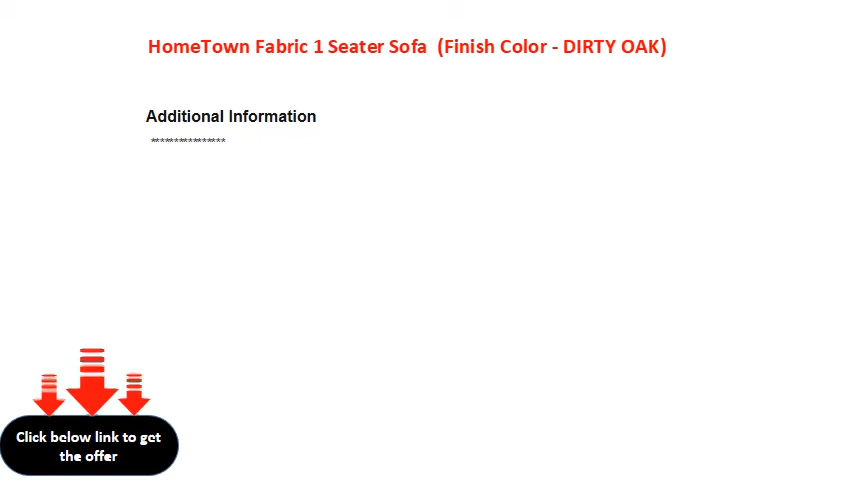 HomeTown Fabric 1 Seater Sofa  (Finish Color - DIRTY OAK)
Additional Information
****************
Click below link to get
the offer